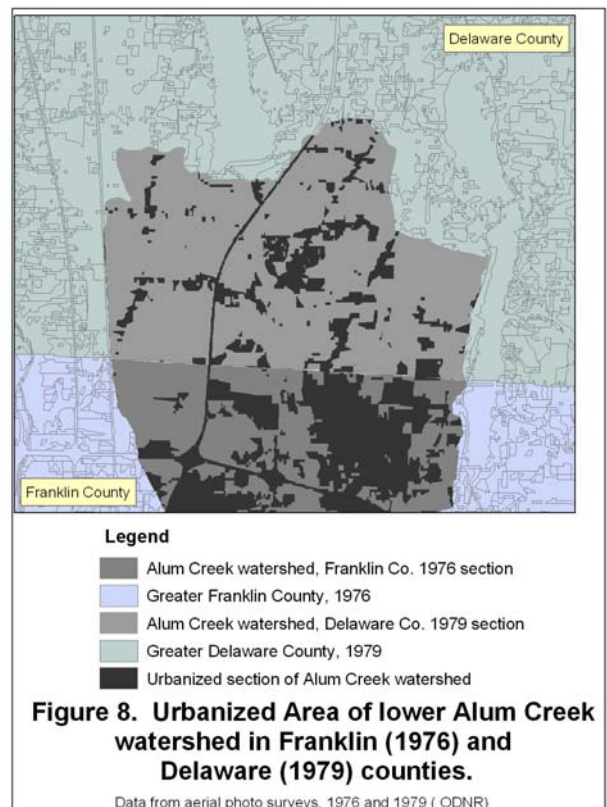 Delaware County
Franklin County
Legend
Alum Creek watershed, Franklin Co. 1976 section
Greater Franklin County, 1976
Alum Creek watershed, Delaware Co. 1979 section
Greater Delaware County, 1979
Urbanized section of Alum Creek watershed
Figure 8. Urbanized Area of lower Alum Creek
watershed in Franklin (1976) and
Delaware (1979) counties.
Data from aerial photo surveys, 1976 and 1979 ( ODNR)